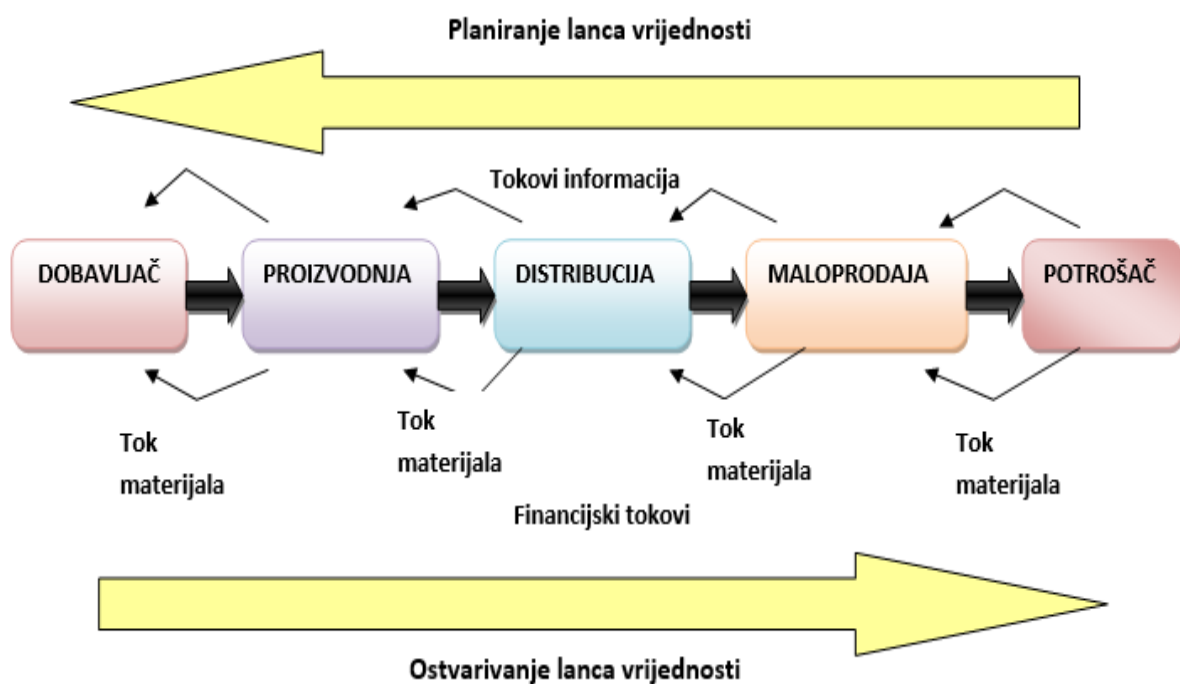 Planiranje lanca vrijednosti
Tokovi informacija
DOBAVLJAČ
PROIZVODNJA
DISTRIBUCIJA
MALOPRODAJA
POTROŠAČ
Tok
materijala
Tok
materijala
Tok
materijala
Tok
materijala
Financijski tokovi
Ostvarivanje lanca vrijednosti